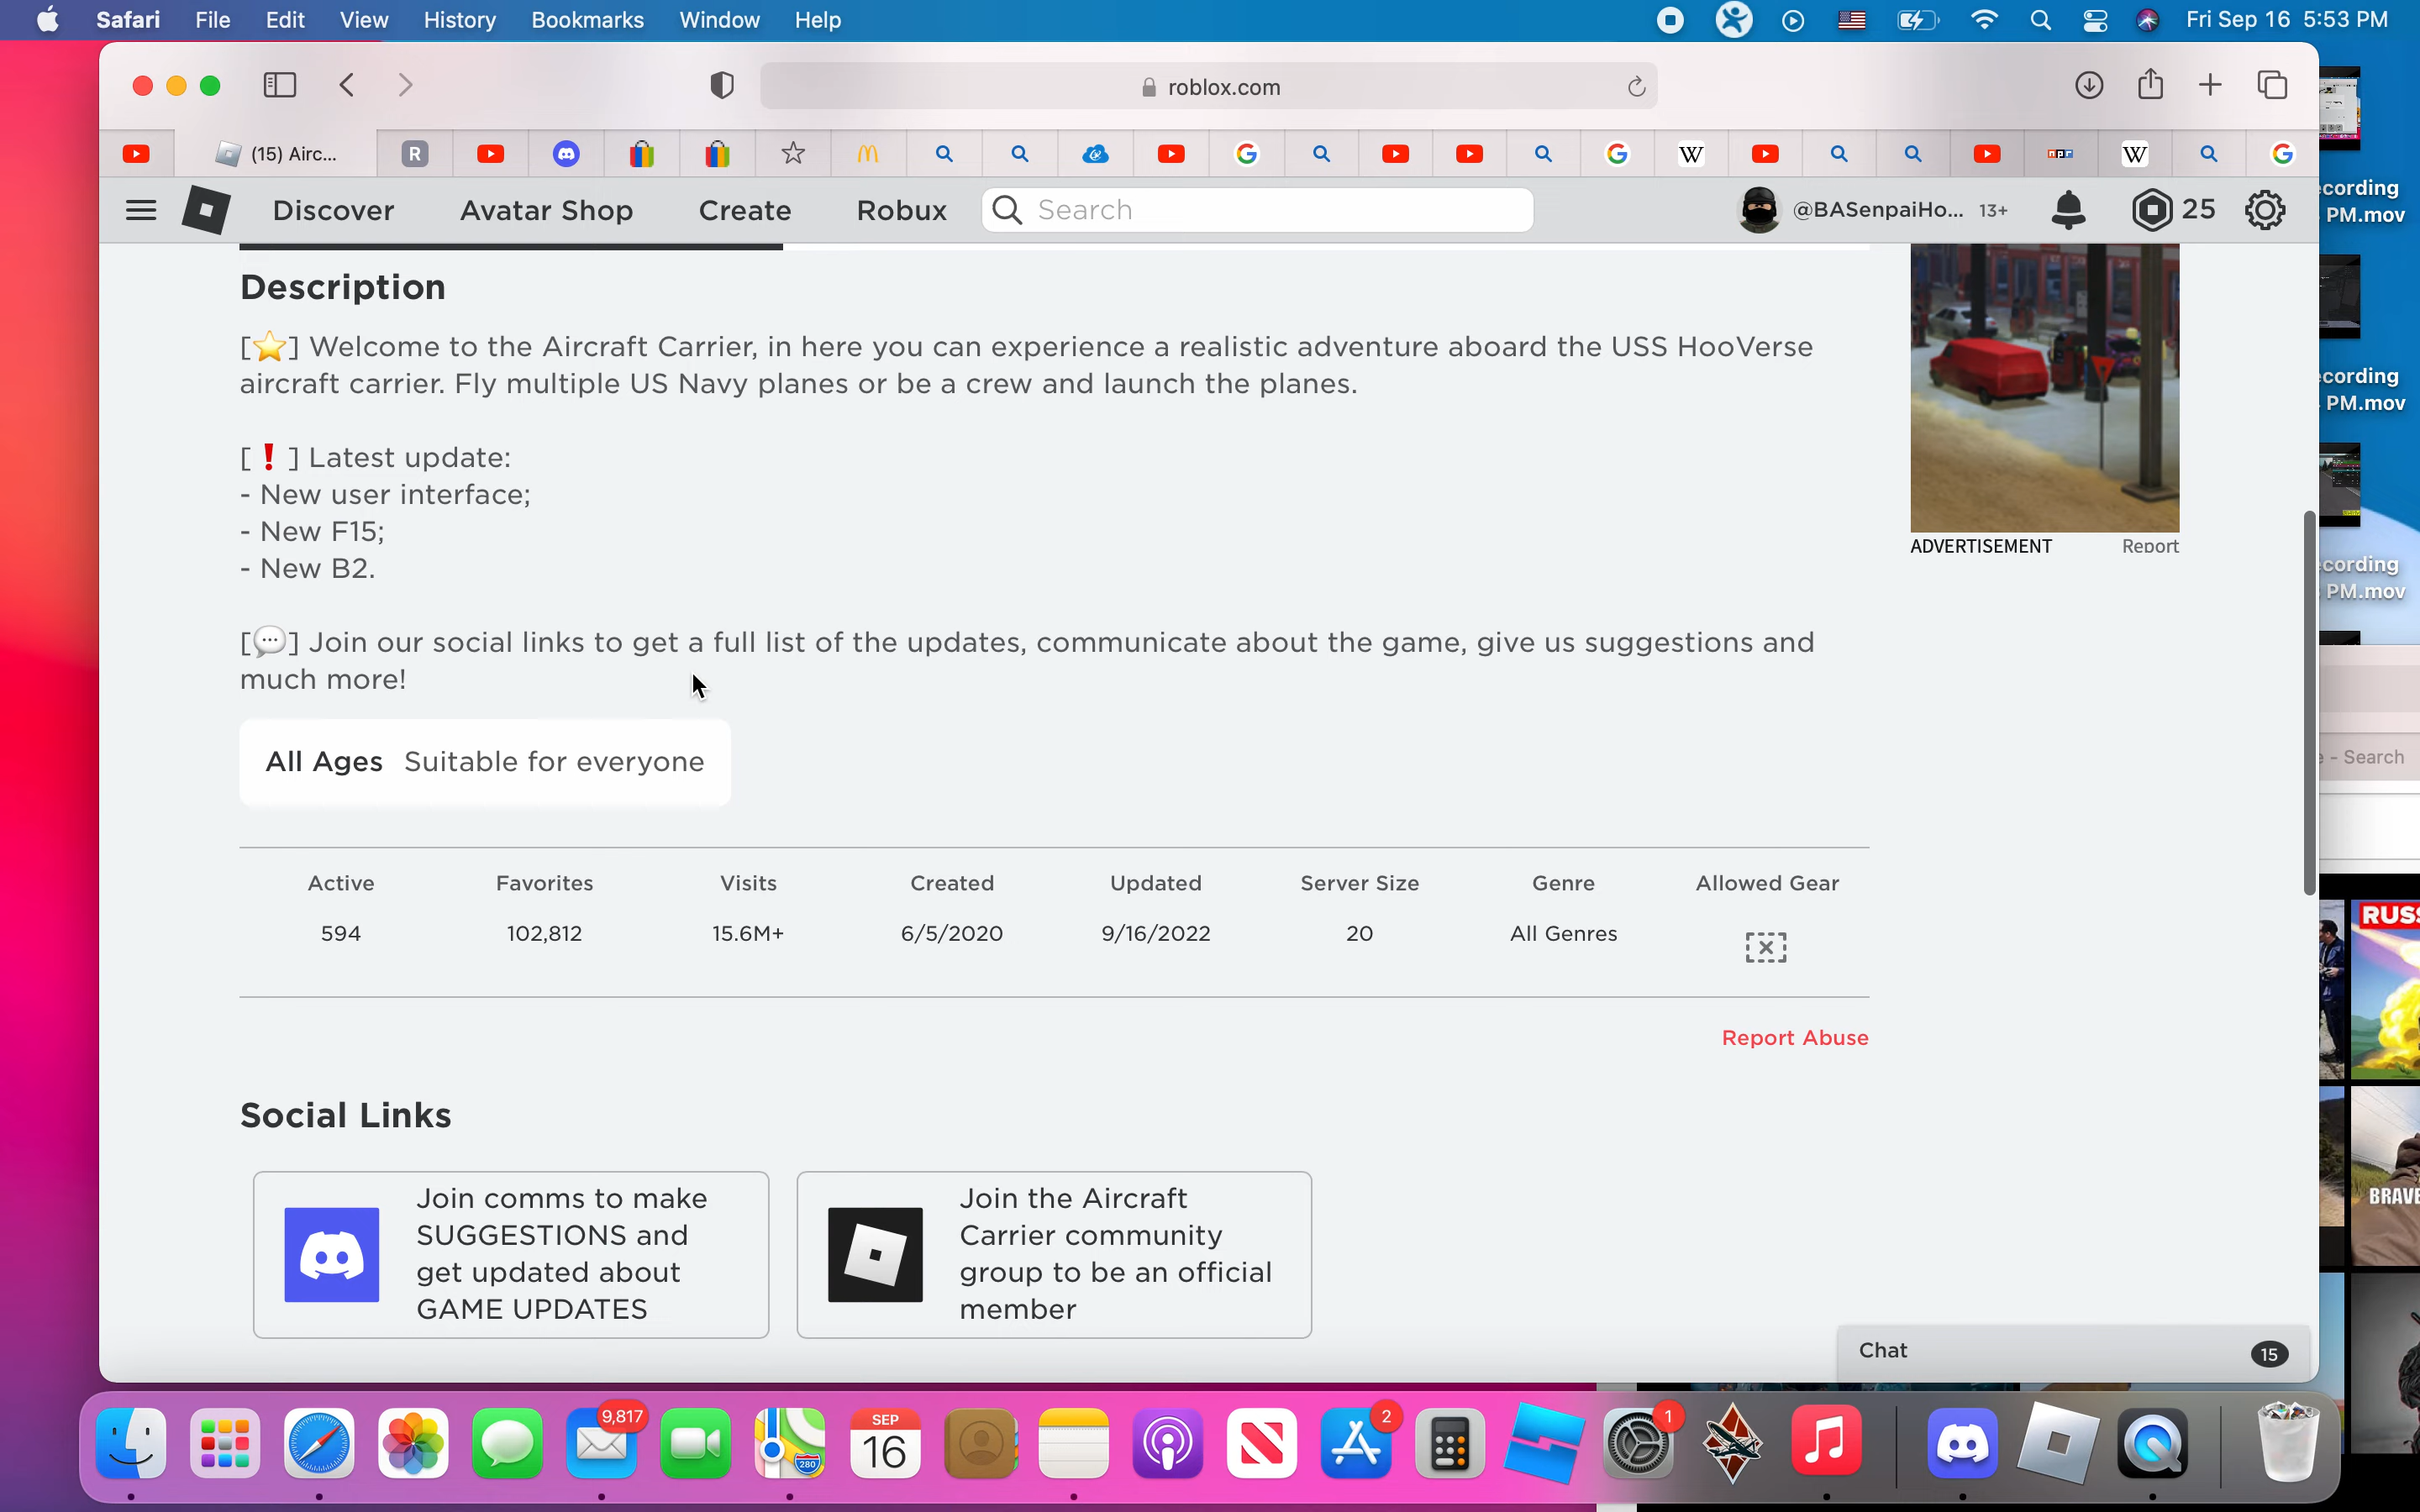 Safari File Edit View History Bookmarks Window Help
Fri Sep 16 5:53 PM
roblox.com
(15) Airc...
R
W
npr
W
Discover Avatar Shop Create Robux
Search
@BASenpaiHo... 13+
25
Description
[⭐] Welcome to the Aircraft Carrier, in here you can experience a realistic adventure aboard the USS HooVerse
aircraft carrier. Fly multiple US Navy planes or be a crew and launch the planes.
[❗] Latest update:
- New user interface;
- New F15;
- New B2.
[💬] Join our social links to get a full list of the updates, communicate about the game, give us suggestions and
much more!
ADVERTISEMENT Report
All Ages Suitable for everyone
Active Favorites Visits Created Updated Server Size Genre Allowed Gear
594 102,812 15.6M+ 6/5/2020 9/16/2022 20 All Genres
Report Abuse
Social Links
Join comms to make
SUGGESTIONS and
get updated about
GAME UPDATES
Join the Aircraft
Carrier community
group to be an official
member
Chat 15
ecording
PM.mov
ecording
PM.mov
ecording
PM.mov
- Search
RUSS
BRAVE
9,817
280
SEP
16
2
1